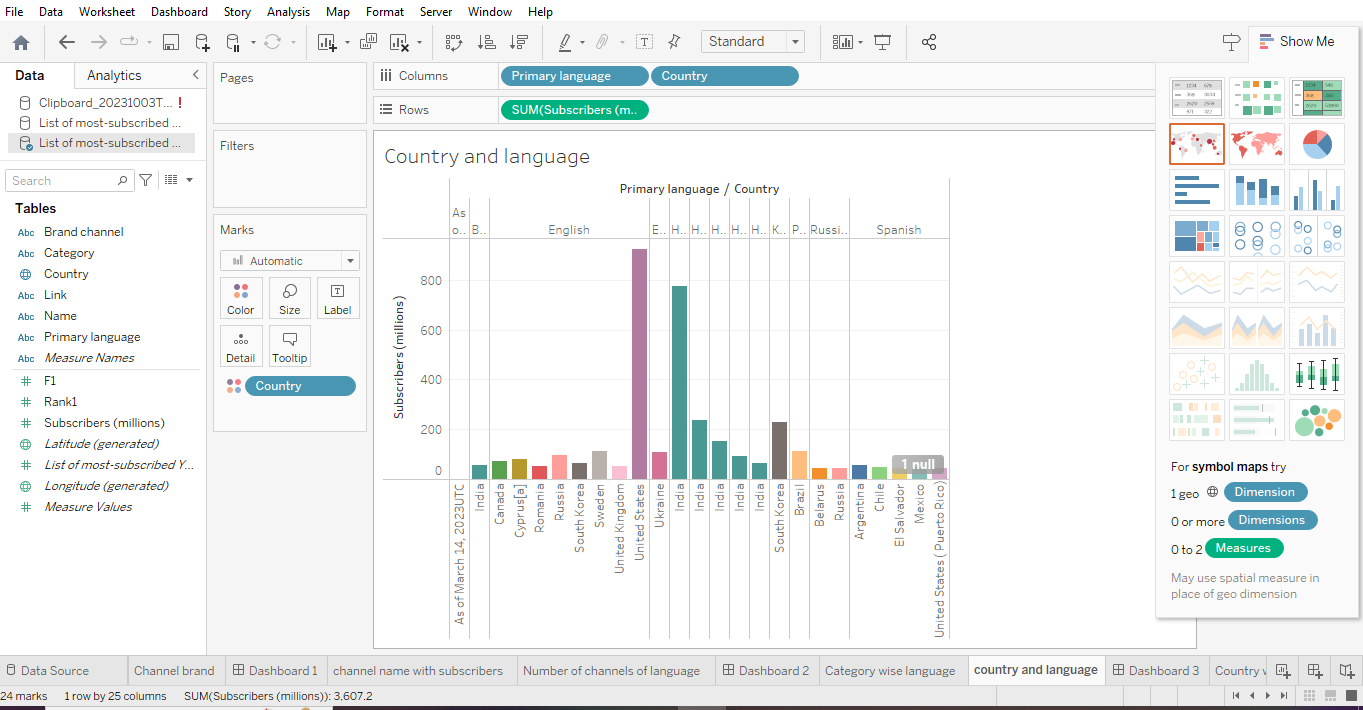 File Data Worksheet Dashboard Story Analysis Map Format Server Window Help
Standard
Show Me
Data Analytics
Clipboard_20231003T... !
List of most-subscribed ...
List of most-subscribed ...
Search
Tables
Abc Brand channel
Abc Category
Country
Abc Link
Abc Name
Abc Primary language
Abc Measure Names
F1
Rank1
Subscribers (millions)
Latitude (generated)
List of most-subscribed Y...
Longitude (generated)
Measure Values
Pages
Filters
Marks
Automatic
Color Size Label
Detail Tooltip
Country
Columns Primary language Country
Rows SUM(Subscribers (m..
Country and language
Primary language / Country
As
o.. B.. English E.. H.. H.. H.. H.. H.. K.. P.. Russi.. Spanish
Subscribers (millions)
800
600
400
200
0
1 null
As of March 14, 2023UTC
India
Canada
Cyprus[a]
Romania
Russia
South Korea
Sweden
United Kingdom
United States
Ukraine
India
India
India
India
India
South Korea
Brazil
Belarus
Russia
Argentina
Chile
El Salvador
Mexico
United States ( Puerto Rico)
For symbol maps try
1 geo Dimension
0 or more Dimensions
0 to 2 Measures
May use spatial measure in
place of geo dimension
Data Source Channel brand Dashboard 1 channel name with subscribers Number of channels of language Dashboard 2 Category wise language country and language Dashboard 3 Country v
24 marks 1 row by 25 columns SUM(Subscribers (millions)): 3,607.2